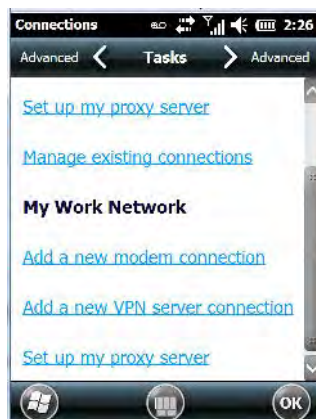 Connections 2:26
Advanced Tasks Advanced
Set up my proxy server
Manage existing connections
My Work Network
Add a new modem connection
Add a new VPN server connection
Set up my proxy server
OK